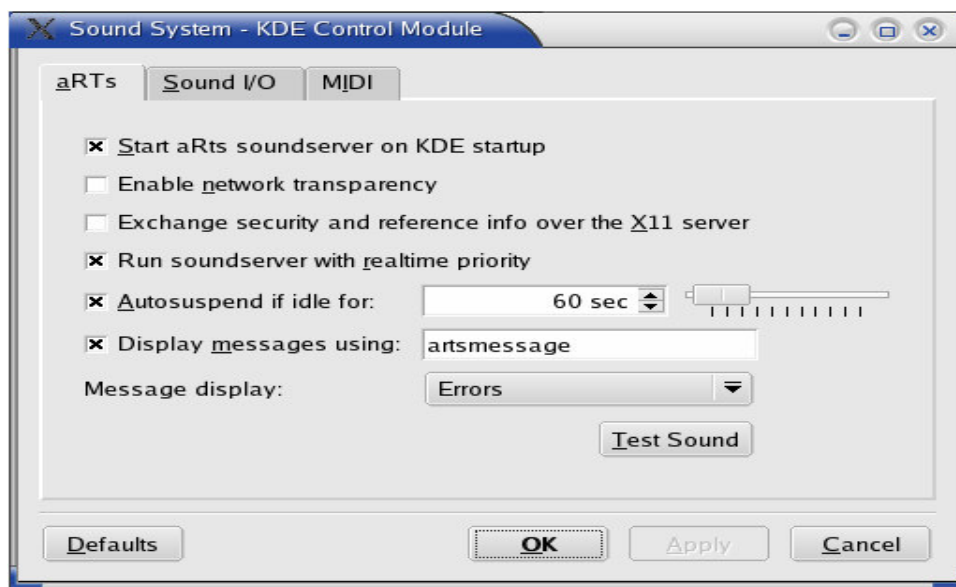 Sound System - KDE Control Module
aRTs Sound I/O MIDI
Start aRts soundserver on KDE startup
Enable network transparency
Exchange security and reference info over the X11 server
Run soundserver with realtime priority
Autosuspend if idle for: 60 sec
Display messages using: artsmessage
Message display: Errors
Test Sound
Defaults OK Apply Cancel